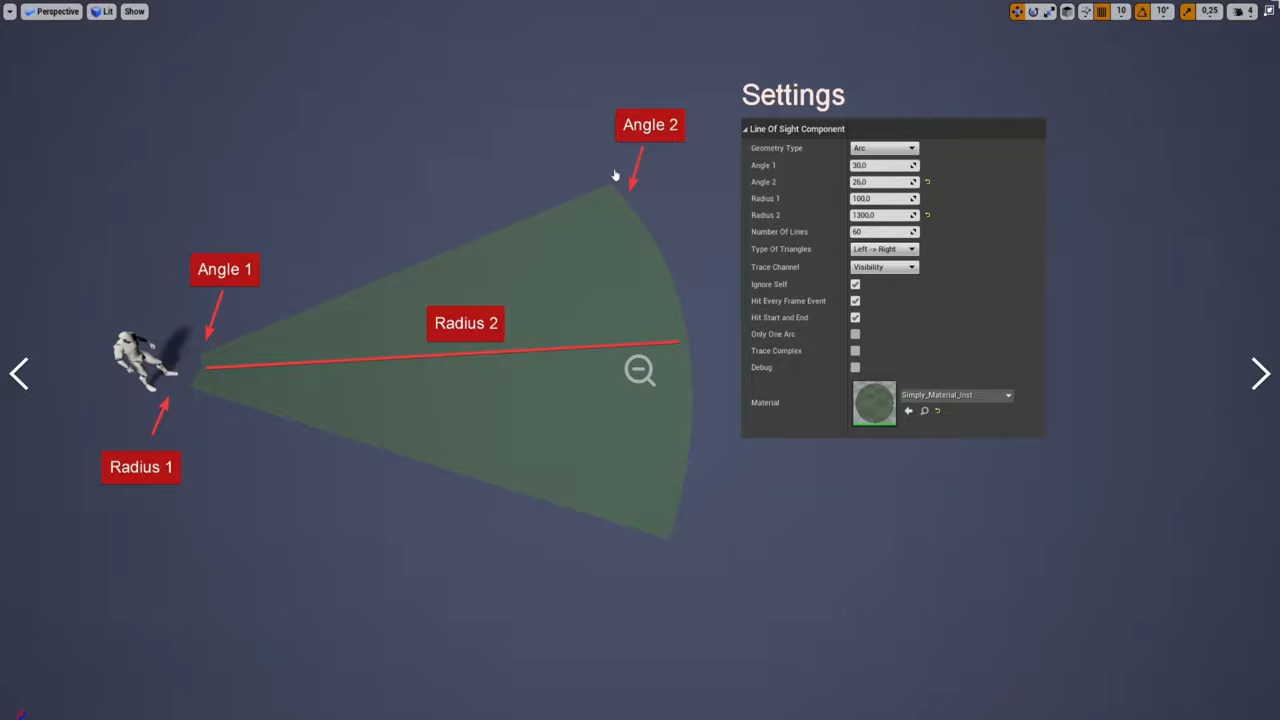 Perspective Lit Show
10 10° 0,25 4
Settings
Angle 2
Line Of Sight Component
Geometry Type Arc
Angle 1 30,0
Angle 2 26,0
Radius 1 100,0
Radius 2 1300,0
Number Of Lines 60
Type Of Triangles Left -> Right
Trace Channel Visibility
Ignore Self
Hit Every Frame Event
Hit Start and End
Only One Arc
Trace Complex
Debug
Material Simply_Material_Inst
Angle 1
Radius 2
Radius 1